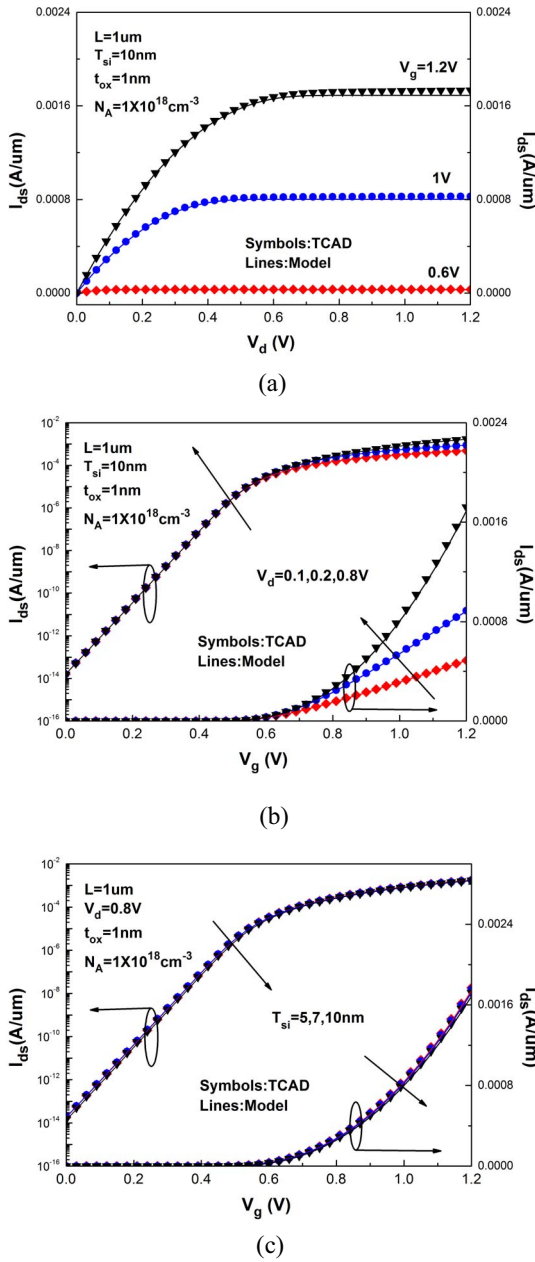 L=1um
T_si=10nm
t_ox=1nm
N_A=1X10^18cm^-3
V_g=1.2V
1V
0.6V
Symbols:TCAD
Lines:Model
I_ds(A/um)
0.0024
0.0016
0.0008
0.0000
I_ds(A/um)
0.0024
0.0016
0.0008
0.0000
0.0 0.2 0.4 0.6 0.8 1.0 1.2
V_d (V)
(a)
L=1um
T_si=10nm
t_ox=1nm
N_A=1X10^18cm^-3
V_d=0.1,0.2,0.8V
Symbols:TCAD
Lines:Model
I_ds(A/um)
10^-2
10^-4
10^-6
10^-8
10^-10
10^-12
10^-14
10^-16
I_ds(A/um)
0.0024
0.0016
0.0008
0.0000
0.0 0.2 0.4 0.6 0.8 1.0 1.2
V_g (V)
(b)
L=1um
V_d=0.8V
t_ox=1nm
N_A=1X10^18cm^-3
T_si=5,7,10nm
Symbols:TCAD
Lines:Model
I_ds(A/um)
10^-2
10^-4
10^-6
10^-8
10^-10
10^-12
10^-14
10^-16
I_ds(A/um)
0.0024
0.0016
0.0008
0.0000
0.0 0.2 0.4 0.6 0.8 1.0 1.2
V_g (V)
(c)